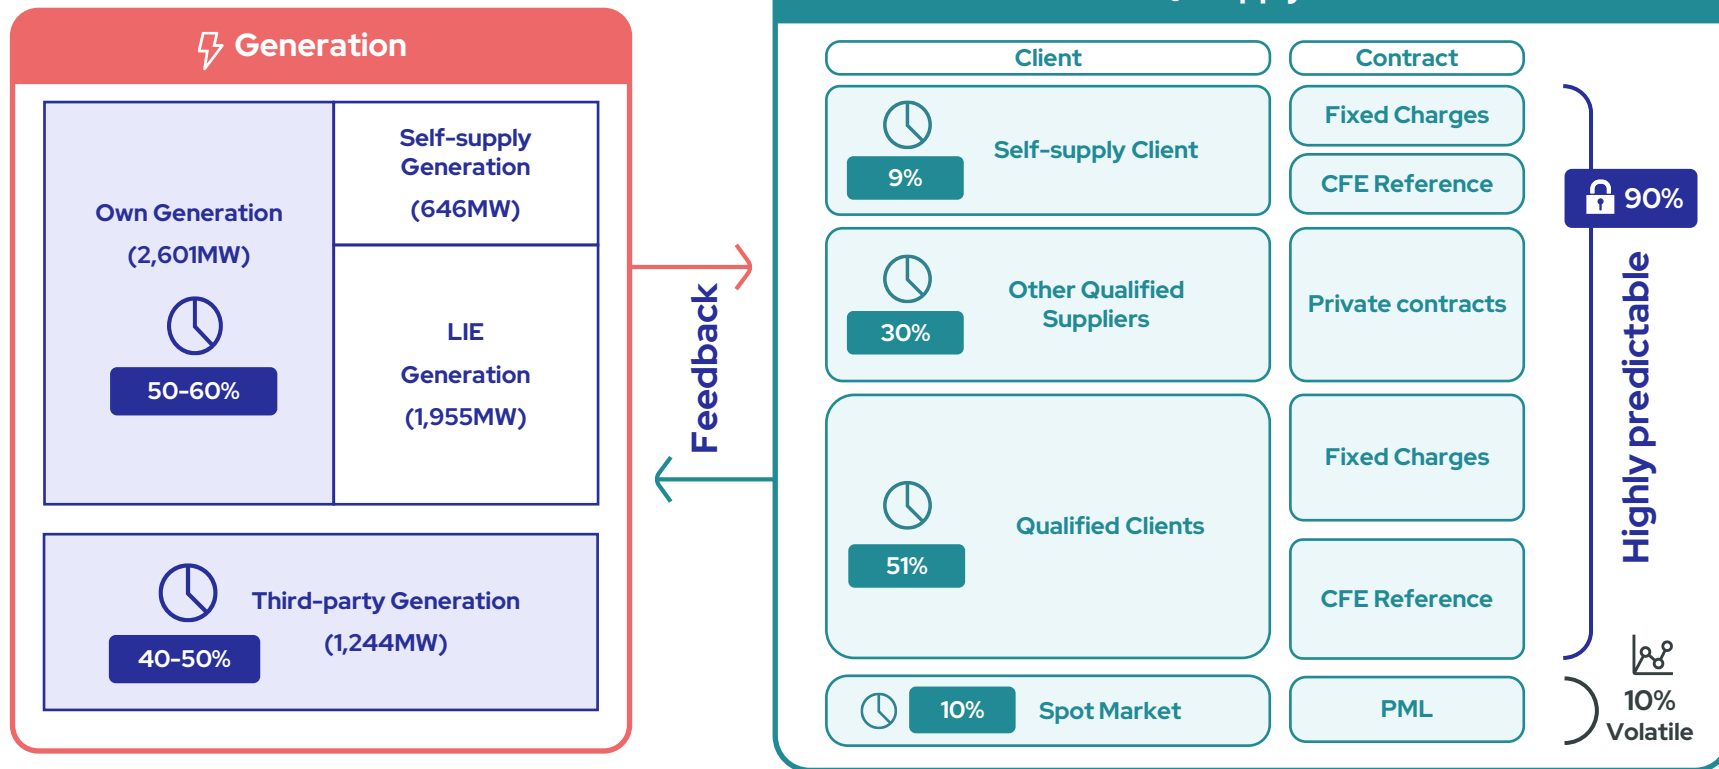 Generation
Own Generation
(2,601MW)
50-60%
Self-supply
Generation
(646MW)
LIE
Generation
(1,955MW)
Third-party Generation
(1,244MW)
40-50%
Feedback
Client
Contract
9%
Self-supply Client
Fixed Charges
CFE Reference
30%
Other Qualified
Suppliers
Private contracts
51%
Qualified Clients
Fixed Charges
CFE Reference
10%
Spot Market
PML
90%
Highly predictable
10%
Volatile